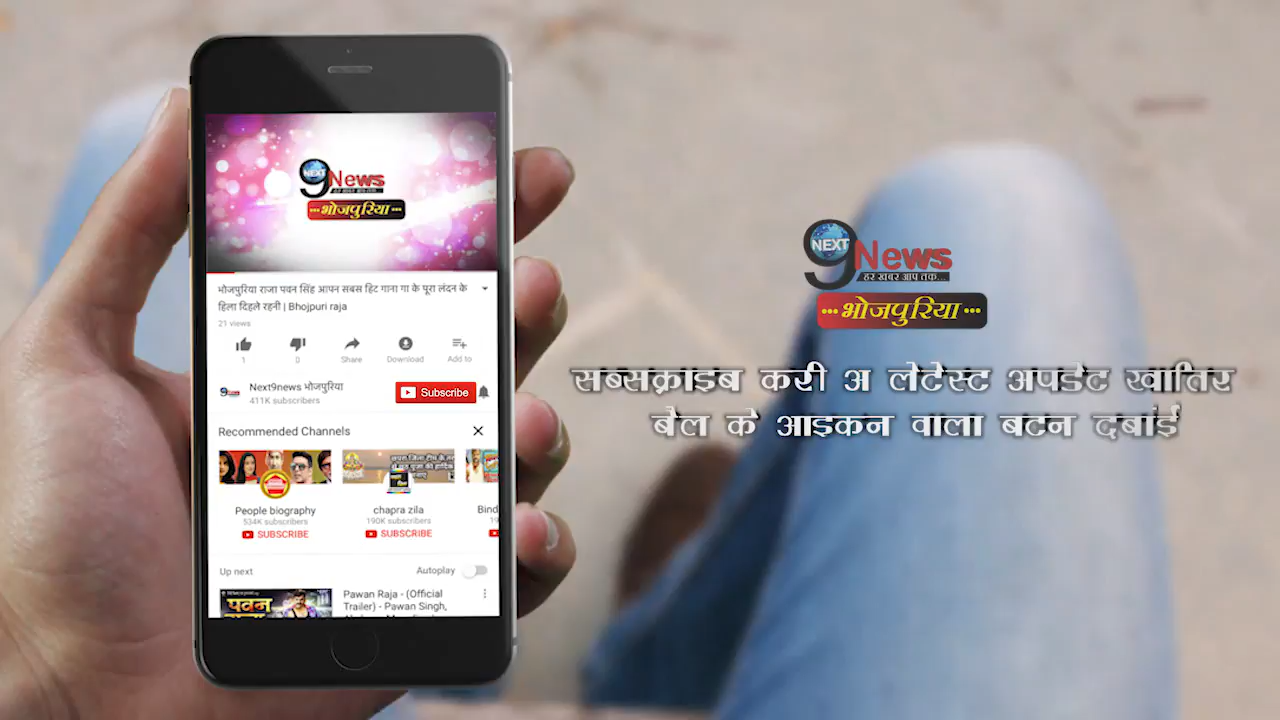 NEXT
9 News
हर खबर आप तक...
भोजपुरिया
भोजपुरिया राजा पवन सिंह आपन सबस हिट गाना गा के पूरा लंदन के
हिला दिहले रहनी | Bhojpuri raja
21 views
1
0
Share
Download
Add to
Next9news भोजपुरिया
411K subscribers
Subscribe
Recommended Channels
People biography
534K subscribers
SUBSCRIBE
chapra zila
190K subscribers
SUBSCRIBE
Bind
19
Up next
Autoplay
पवन
Pawan Raja - (Official
Trailer) - Pawan Singh,
NEXT
9 News
हर खबर आप तक...
भोजपुरिया
सब्सक्राइब करी अ लेटेस्ट अपडेट खातिर
बैल के आइकन वाला बटन दबाई